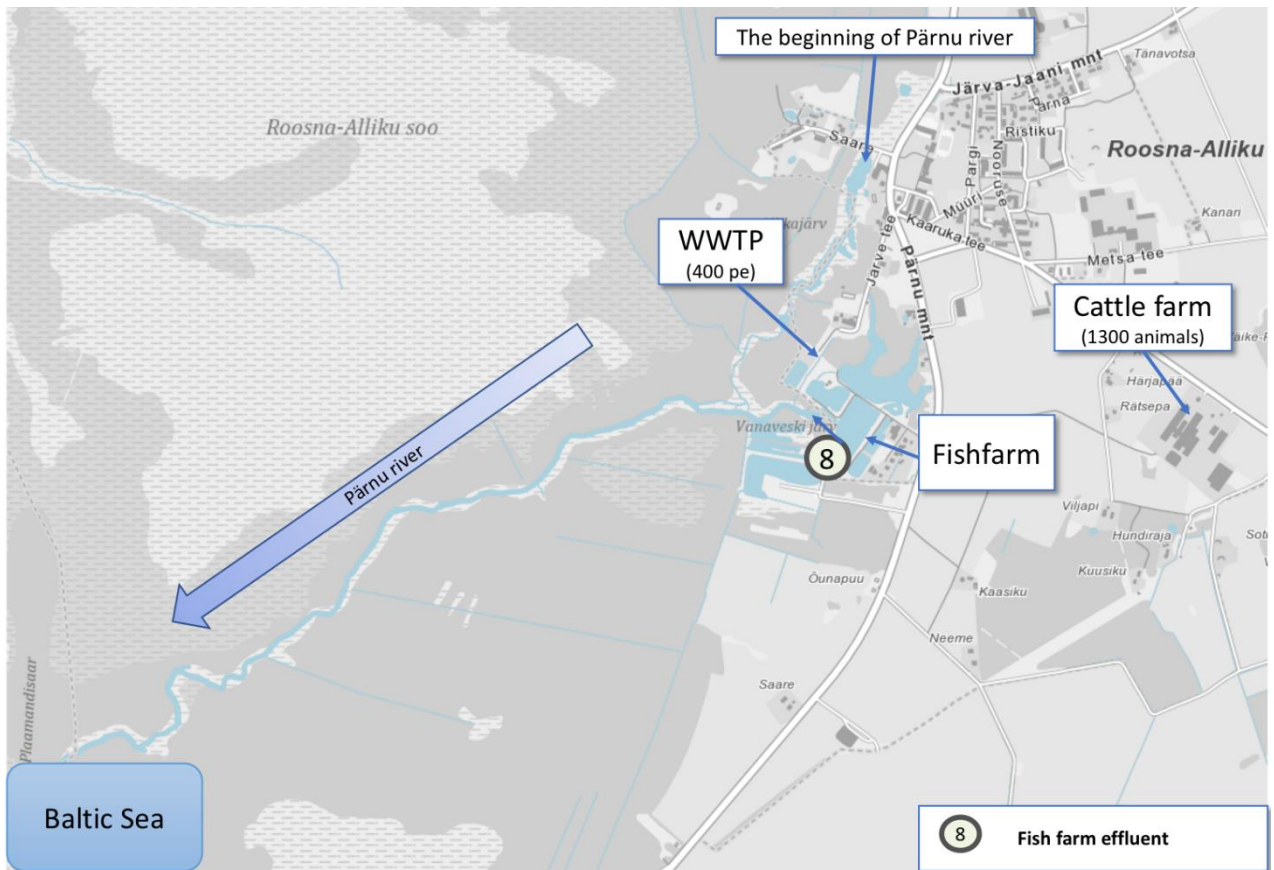 The beginning of Pärnu river
Tänavotsa
Järva-Jaani mnt
Pärna
Roosna-Alliku soo
Ristiku
Saare
Pargi
Nooruse
Roosna-Alliku
Müüri
Kanari
Kaaruka tee
WWTP
(400 pe)
Järve tee
Metsa tee
Pärnu mnt
Cattle farm
(1300 animals)
Härjapää
Rätsepa
Vanaveski järv
Fishfarm
8
Pärnu river
Viljapi
Hundiraja
Kuusiku
Õunapuu
Kaasiku
Neeme
Saare
Plaamandisaar
Baltic Sea
8 Fish farm effluent